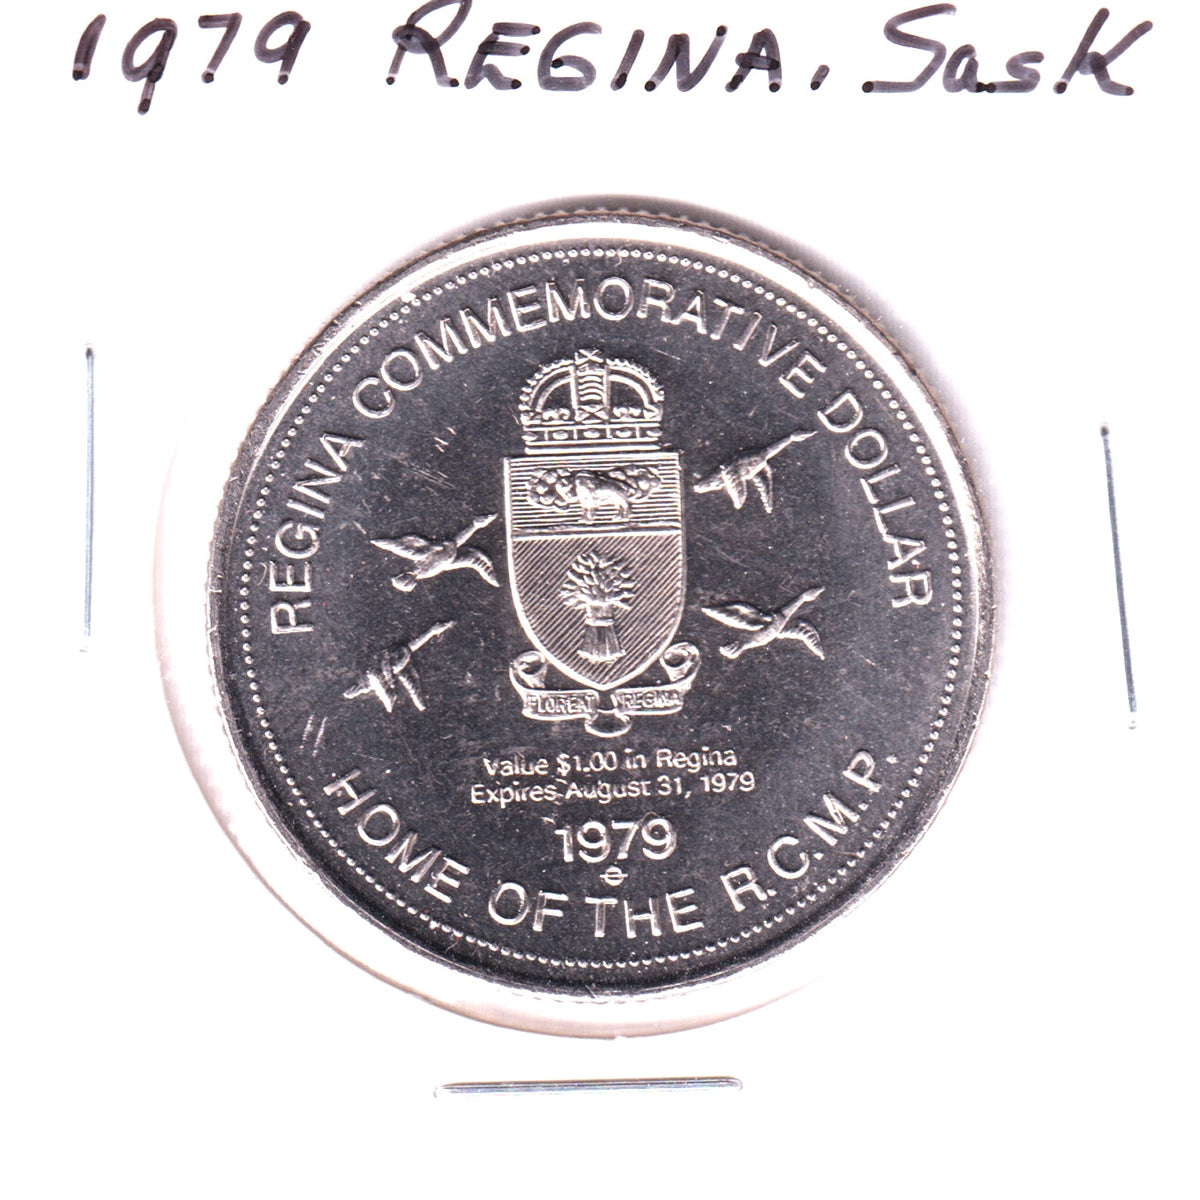 1979 REGINA. Sask
REGINA COMMEMORATIVE DOLLAR
FLOREAT REGINA
Value $1.00 in Regina
Expires August 31, 1979
1979
HOME OF THE R.C.M.P.